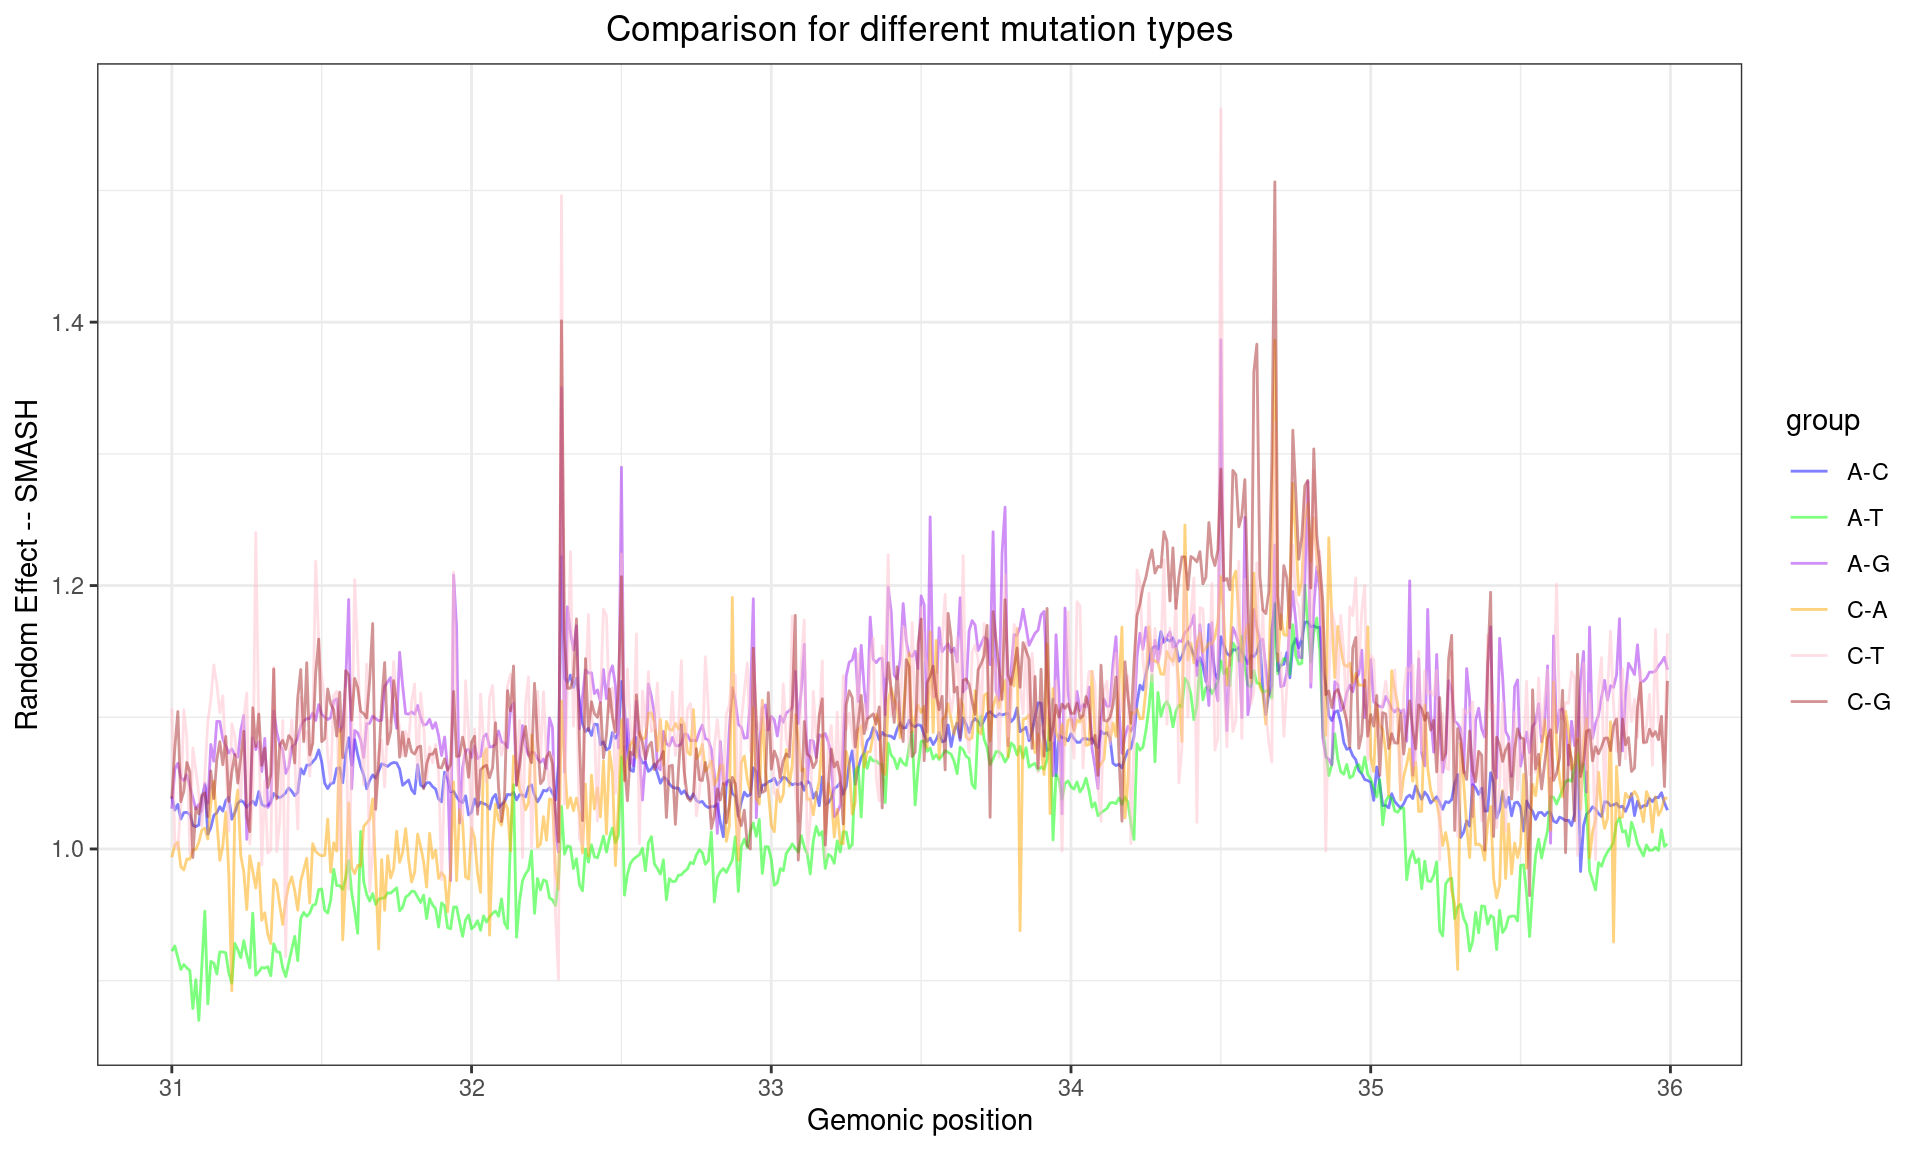 Comparison for different mutation types
Random Effect -- SMASH
1.4
1.2
1.0
31 32 33 34 35 36
Gemonic position
group
A-C
A-T
A-G
C-A
C-T
C-G